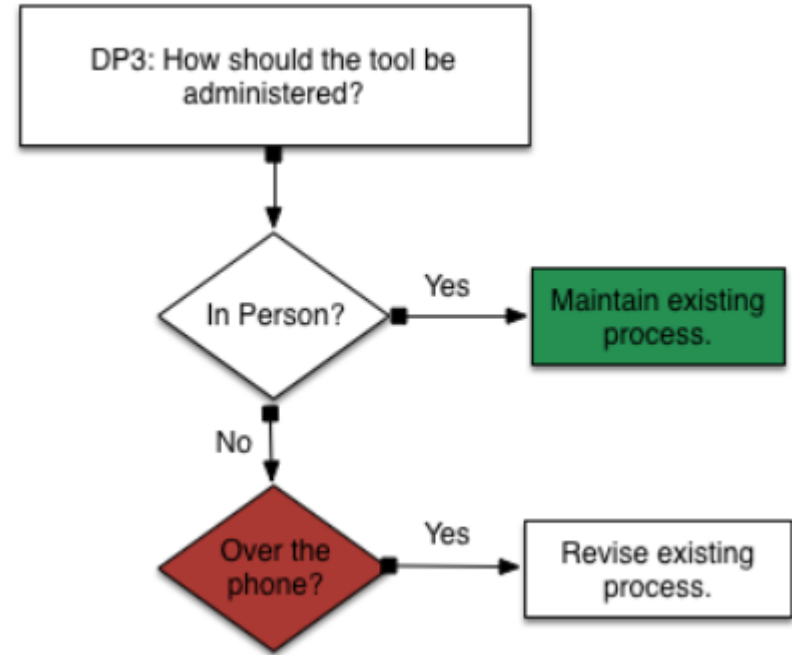 DP3: How should the tool be
administered?
In Person?
Yes
Maintain existing
process.
No
Over the
phone?
Yes
Revise existing
process.